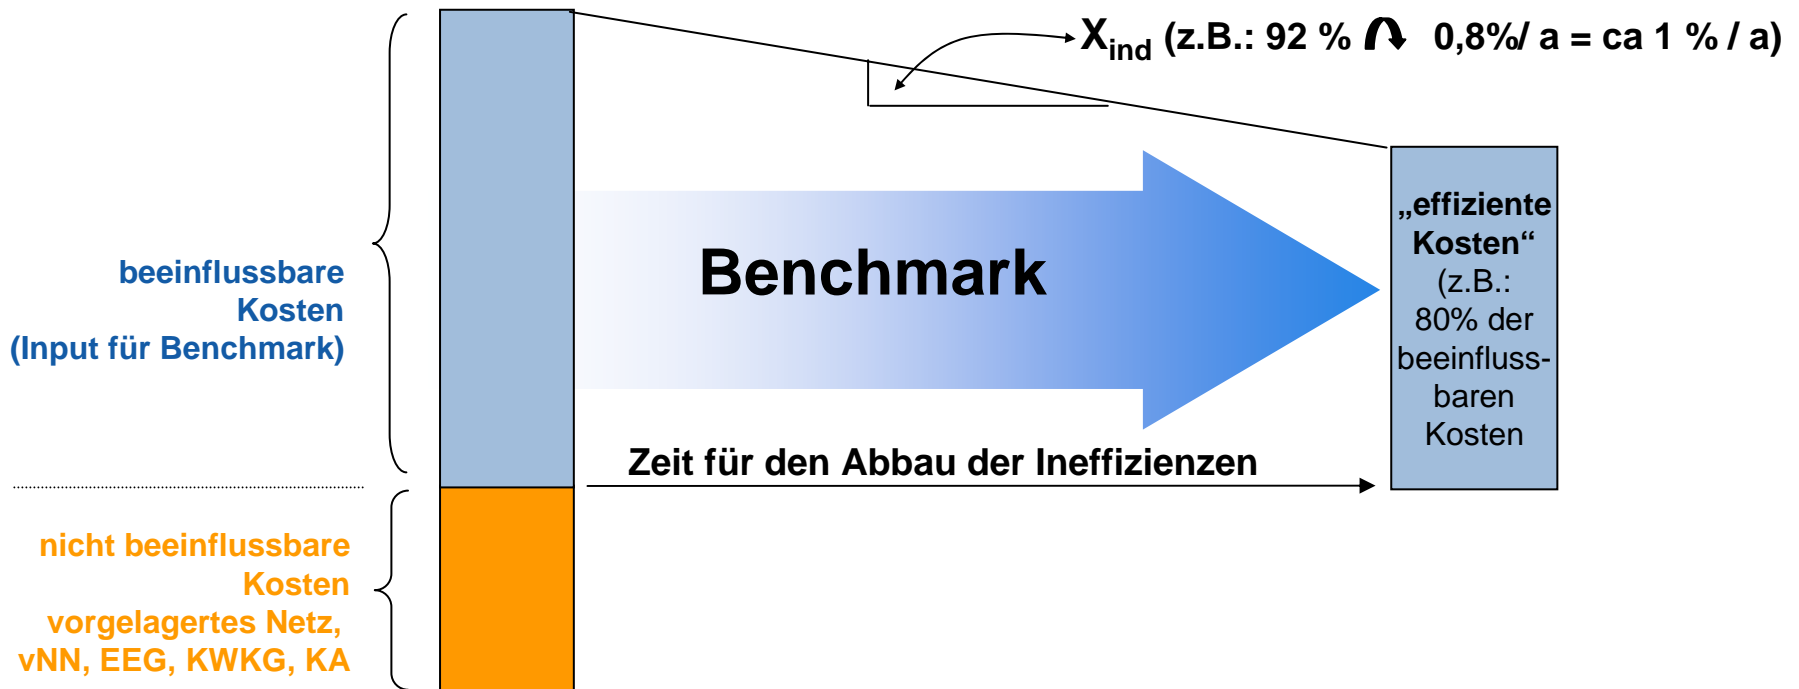 X_ind (z.B.: 92 % ↷ 0,8%/ a = ca 1 % / a)
beeinflussbare
Kosten
(Input für Benchmark)
Benchmark
„effiziente
Kosten“
(z.B.:
80% der
beeinfluss-
baren
Kosten
Zeit für den Abbau der Ineffizienzen
nicht beeinflussbare
Kosten
vorgelagertes Netz,
vNN, EEG, KWKG, KA